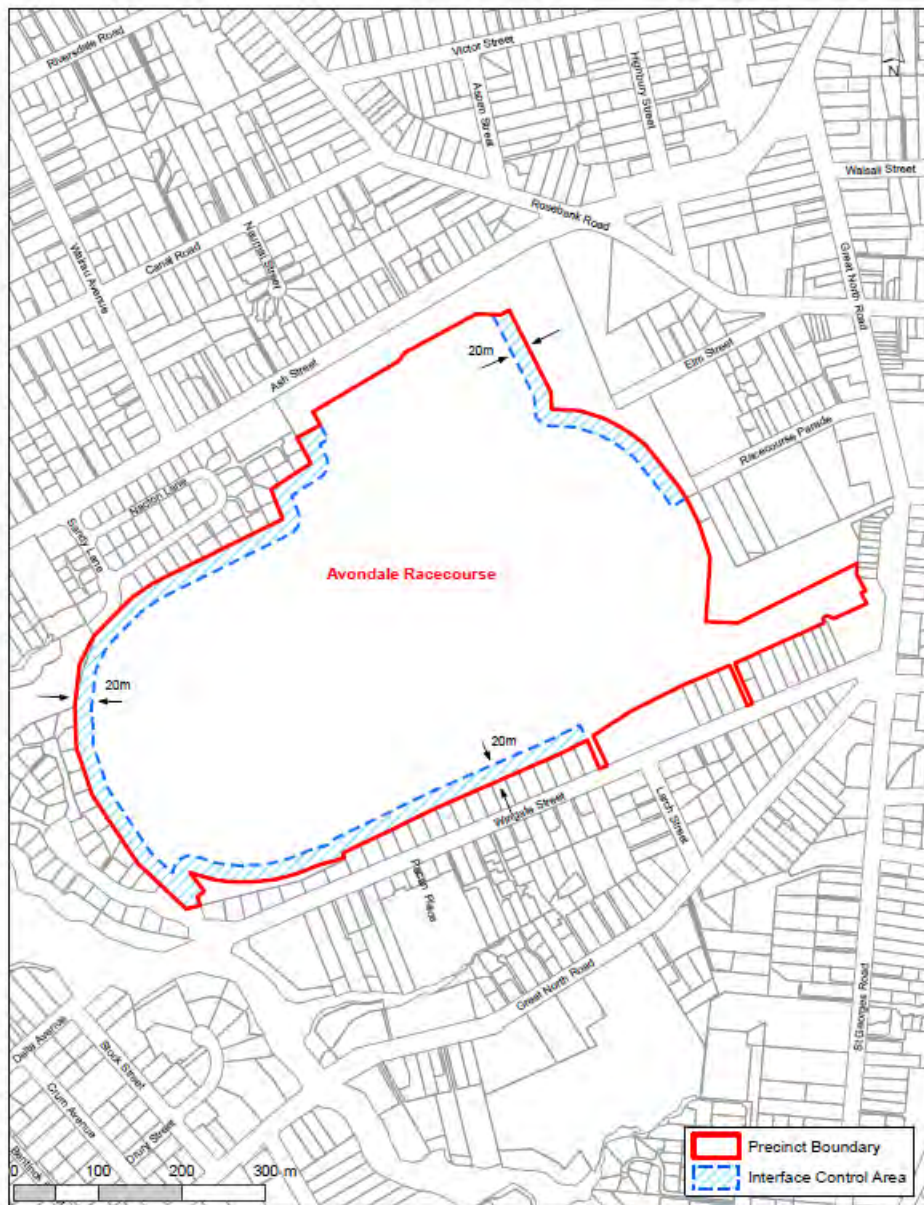 Riversdale Road
Victor Street
Aspen Street
Highbury Street
N
Walsall Street
Rosebank Road
Canal Road
Wairau Avenue
Great North Road
Elm Street
20m
Ash Street
Racecourse Parade
Nacton Lane
Sandy Lane
Avondale Racecourse
20m
20m
Wingate Street
Larch Street
Great North Road
St Georges Road
Delta Avenue
Stock Street
Crum Avenue
Drury Street
0 100 200 300 m
Precinct Boundary
Interface Control Area